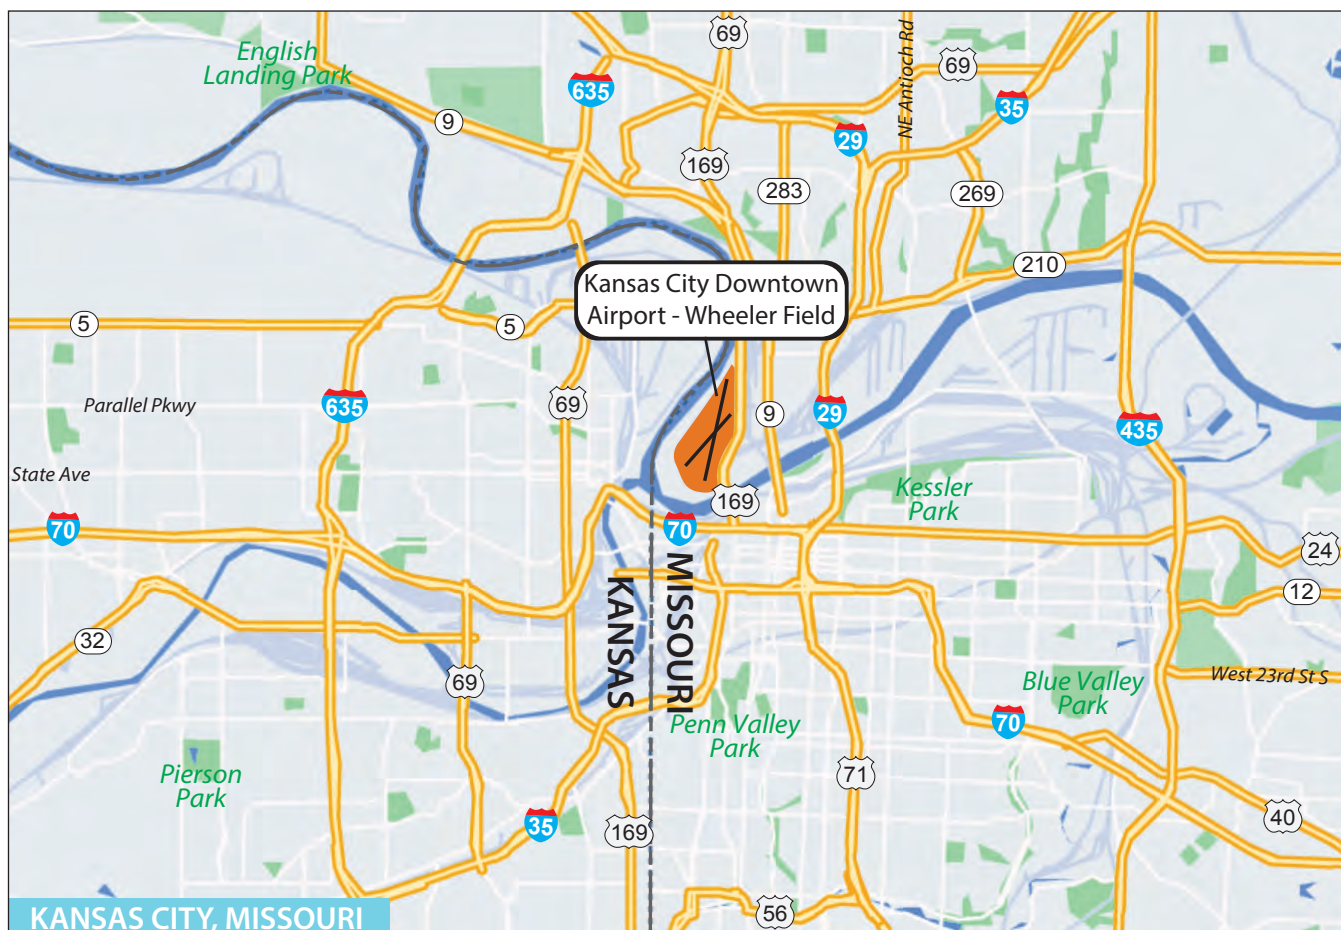 69
English
Landing Park
69
NE Antioch Rd
635
35
9
29
169
283
269
210
Kansas City Downtown
Airport - Wheeler Field
5
5
Parallel Pkwy
635
69
9
29
435
State Ave
Kessler
Park
169
70
70
24
MISSOURI
KANSAS
12
32
69
West 23rd St S
Blue Valley
Park
70
Penn Valley
Park
Pierson
Park
71
35
169
40
56
KANSAS CITY, MISSOURI